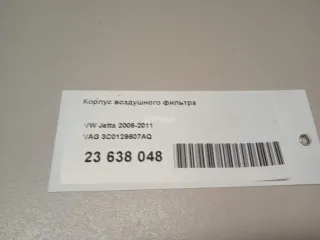 Корпус воздушного фильтра
VW Jetta 2006-2011
VAG 3C0129607AQ
23 638 048